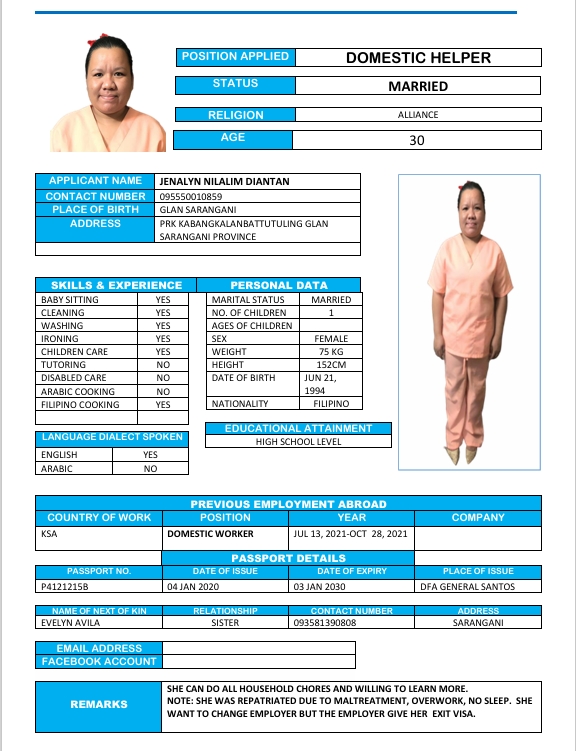 POSITION APPLIED DOMESTIC HELPER
STATUS MARRIED
RELIGION ALLIANCE
AGE 30
APPLICANT NAME JENALYN NILALIM DIANTAN
CONTACT NUMBER 095550010859
PLACE OF BIRTH GLAN SARANGANI
ADDRESS PRK KABANGKALANBATTUTULING GLAN
SARANGANI PROVINCE
SKILLS & EXPERIENCE
BABY SITTING YES
CLEANING YES
WASHING YES
IRONING YES
CHILDREN CARE YES
TUTORING NO
DISABLED CARE NO
ARABIC COOKING NO
FILIPINO COOKING YES
LANGUAGE DIALECT SPOKEN
ENGLISH YES
ARABIC NO
PERSONAL DATA
MARITAL STATUS MARRIED
NO. OF CHILDREN 1
AGES OF CHILDREN
SEX FEMALE
WEIGHT 75 KG
HEIGHT 152CM
DATE OF BIRTH JUN 21,
1994
NATIONALITY FILIPINO
EDUCATIONAL ATTAINMENT
HIGH SCHOOL LEVEL
PREVIOUS EMPLOYMENT ABROAD
COUNTRY OF WORK POSITION YEAR COMPANY
KSA DOMESTIC WORKER JUL 13, 2021-OCT 28, 2021
PASSPORT DETAILS
PASSPORT NO. DATE OF ISSUE DATE OF EXPIRY PLACE OF ISSUE
P4121215B 04 JAN 2020 03 JAN 2030 DFA GENERAL SANTOS
NAME OF NEXT OF KIN RELATIONSHIP CONTACT NUMBER ADDRESS
EVELYN AVILA SISTER 093581390808 SARANGANI
EMAIL ADDRESS
FACEBOOK ACCOUNT
REMARKS
SHE CAN DO ALL HOUSEHOLD CHORES AND WILLING TO LEARN MORE.
NOTE: SHE WAS REPATRIATED DUE TO MALTREATMENT, OVERWORK, NO SLEEP. SHE
WANT TO CHANGE EMPLOYER BUT THE EMPLOYER GIVE HER EXIT VISA.